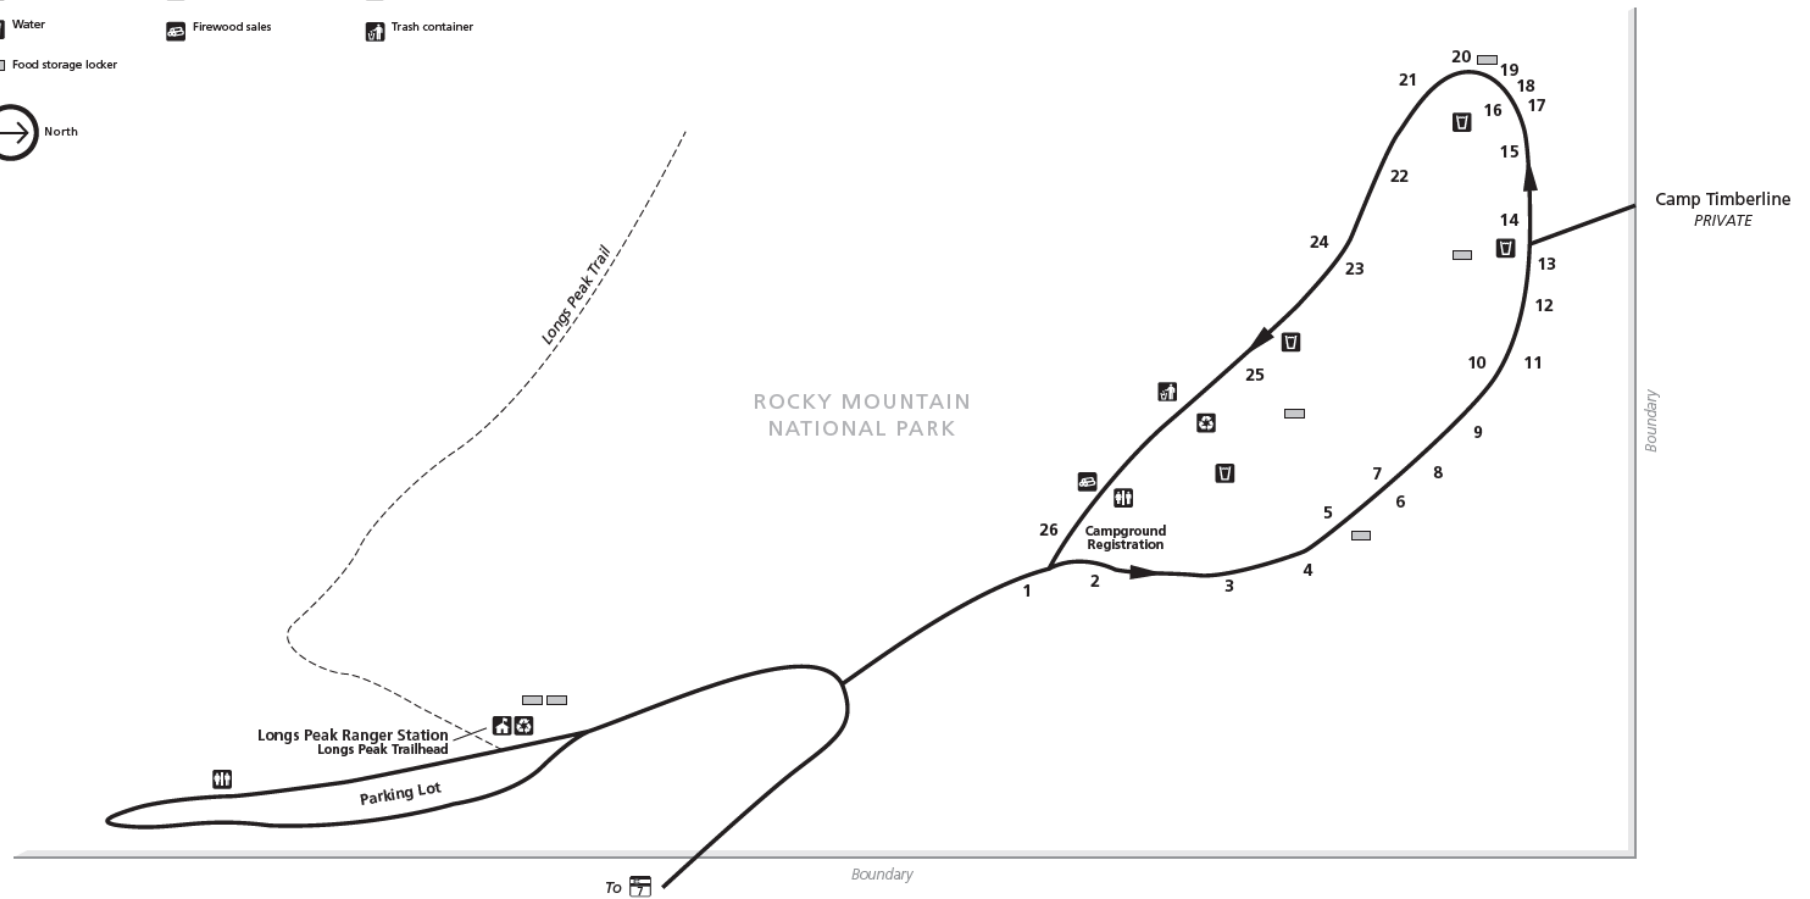 Water
Firewood sales
Trash container
Food storage locker
North
20
19
21
18
16
17
15
22
Camp Timberline
PRIVATE
14
24
13
23
Longs Peak Trail
12
10
11
25
ROCKY MOUNTAIN
NATIONAL PARK
Boundary
9
7
8
6
5
26
Campground
Registration
4
2
3
1
Longs Peak Ranger Station
Longs Peak Trailhead
Parking Lot
Boundary
To 7